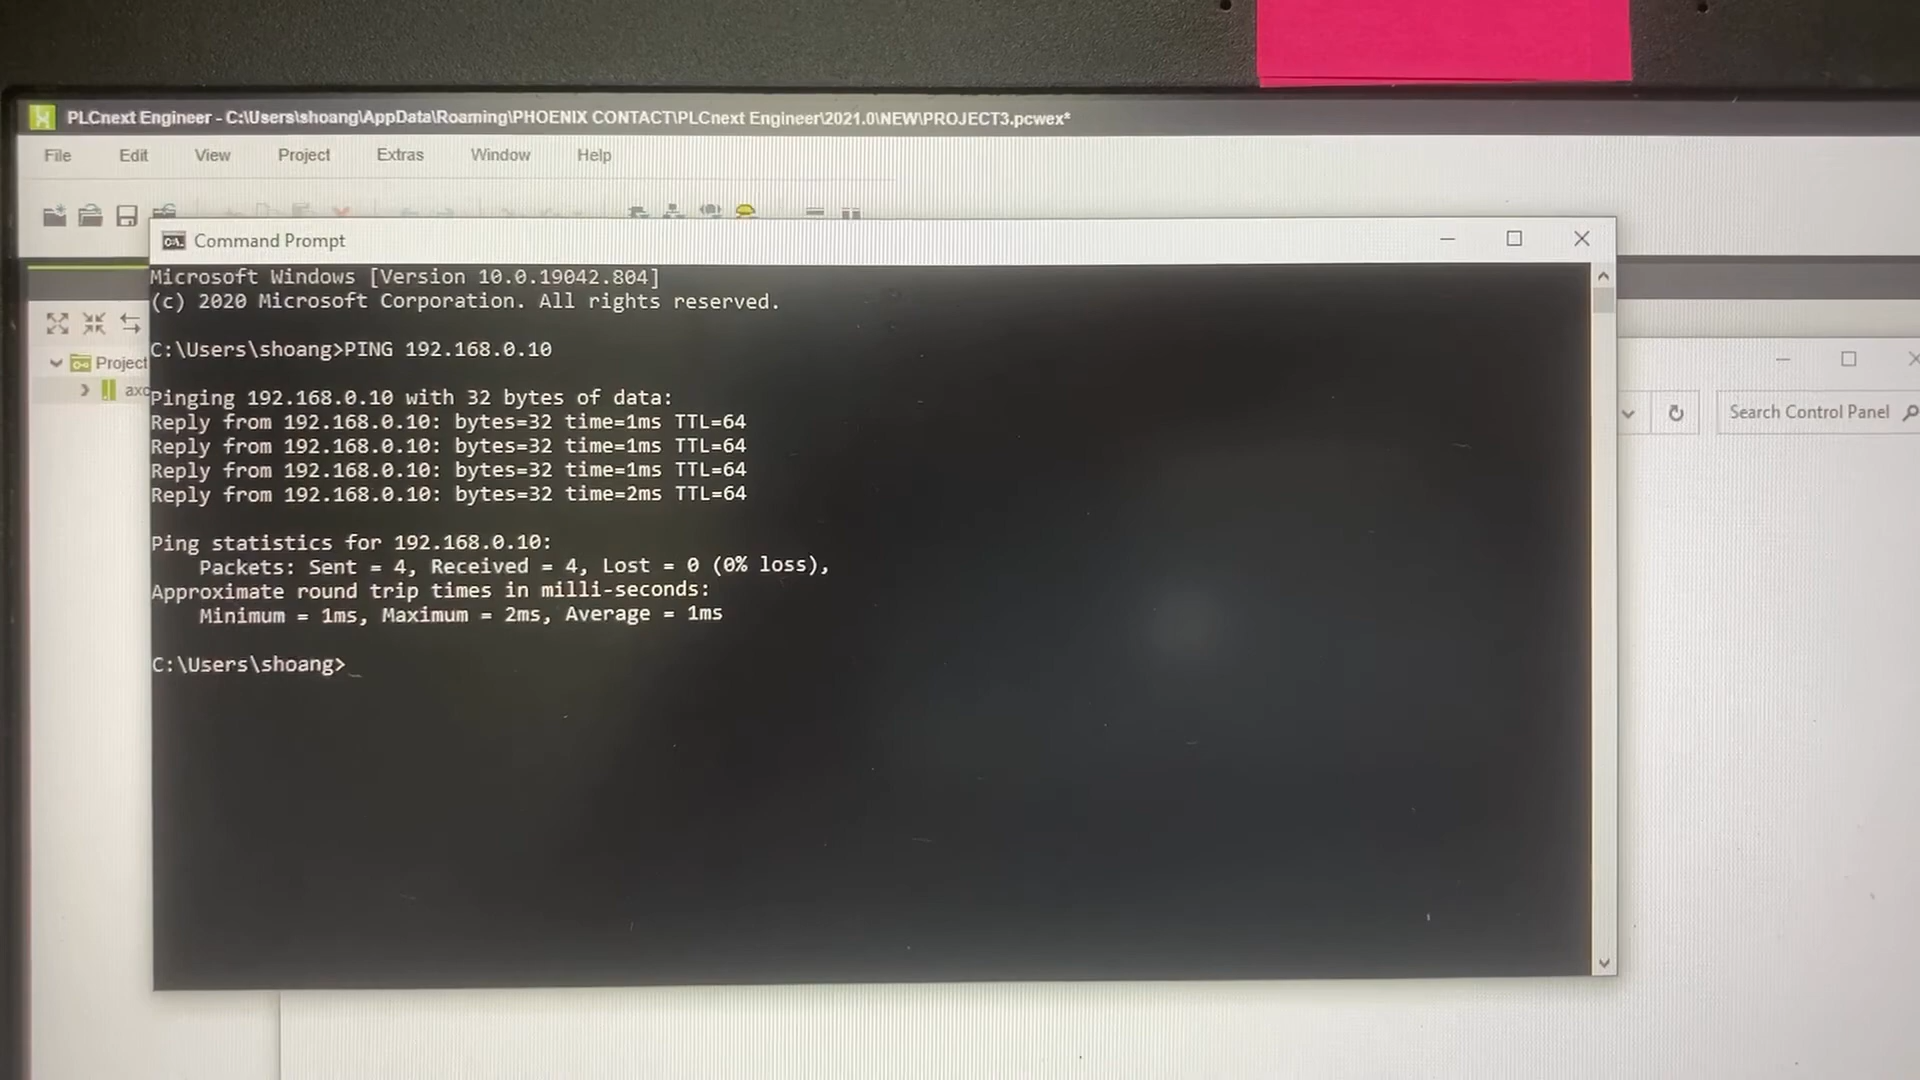 PLCnext Engineer - C:\Users\shoang\AppData\Roaming\PHOENIX CONTACT\PLCnext Engineer\2021.0\NEW\PROJECT3.pcwex*
File Edit View Project Extras Window Help
Command Prompt
Microsoft Windows [Version 10.0.19042.804]
(c) 2020 Microsoft Corporation. All rights reserved.
C:\Users\shoang>PING 192.168.0.10
Pinging 192.168.0.10 with 32 bytes of data:
Reply from 192.168.0.10: bytes=32 time=1ms TTL=64
Reply from 192.168.0.10: bytes=32 time=1ms TTL=64
Reply from 192.168.0.10: bytes=32 time=1ms TTL=64
Reply from 192.168.0.10: bytes=32 time=2ms TTL=64
Ping statistics for 192.168.0.10:
Packets: Sent = 4, Received = 4, Lost = 0 (0% loss),
Approximate round trip times in milli-seconds:
Minimum = 1ms, Maximum = 2ms, Average = 1ms
C:\Users\shoang>_
Project
axc
Search Control Panel